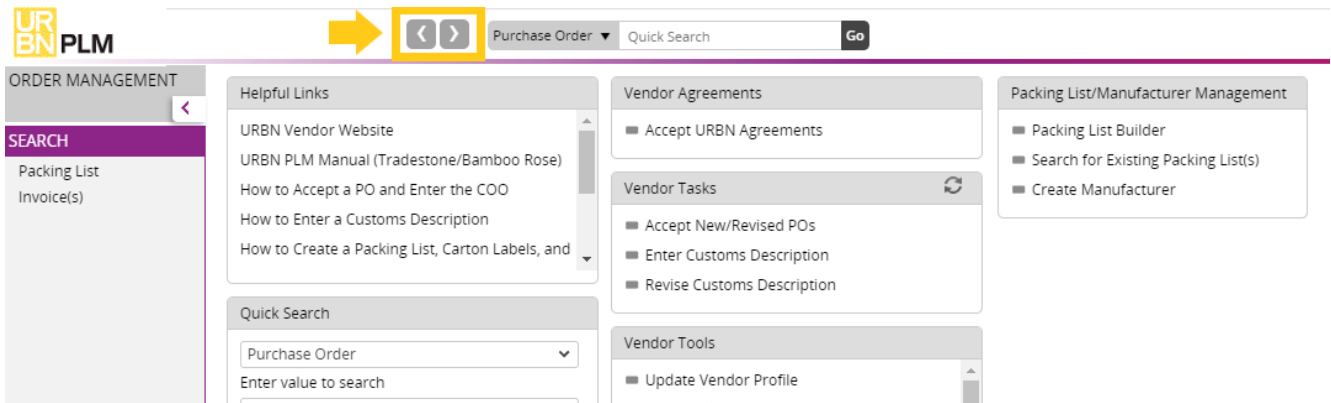 UR
BN PLM
Purchase Order
Quick Search
Go
ORDER MANAGEMENT
SEARCH
Packing List
Invoice(s)
Helpful Links
URBN Vendor Website
URBN PLM Manual (Tradestone/Bamboo Rose)
How to Accept a PO and Enter the COO
How to Enter a Customs Description
How to Create a Packing List, Carton Labels, and
Quick Search
Purchase Order
Enter value to search
Vendor Agreements
Accept URBN Agreements
Vendor Tasks
Accept New/Revised POs
Enter Customs Description
Revise Customs Description
Vendor Tools
Update Vendor Profile
Packing List/Manufacturer Management
Packing List Builder
Search for Existing Packing List(s)
Create Manufacturer